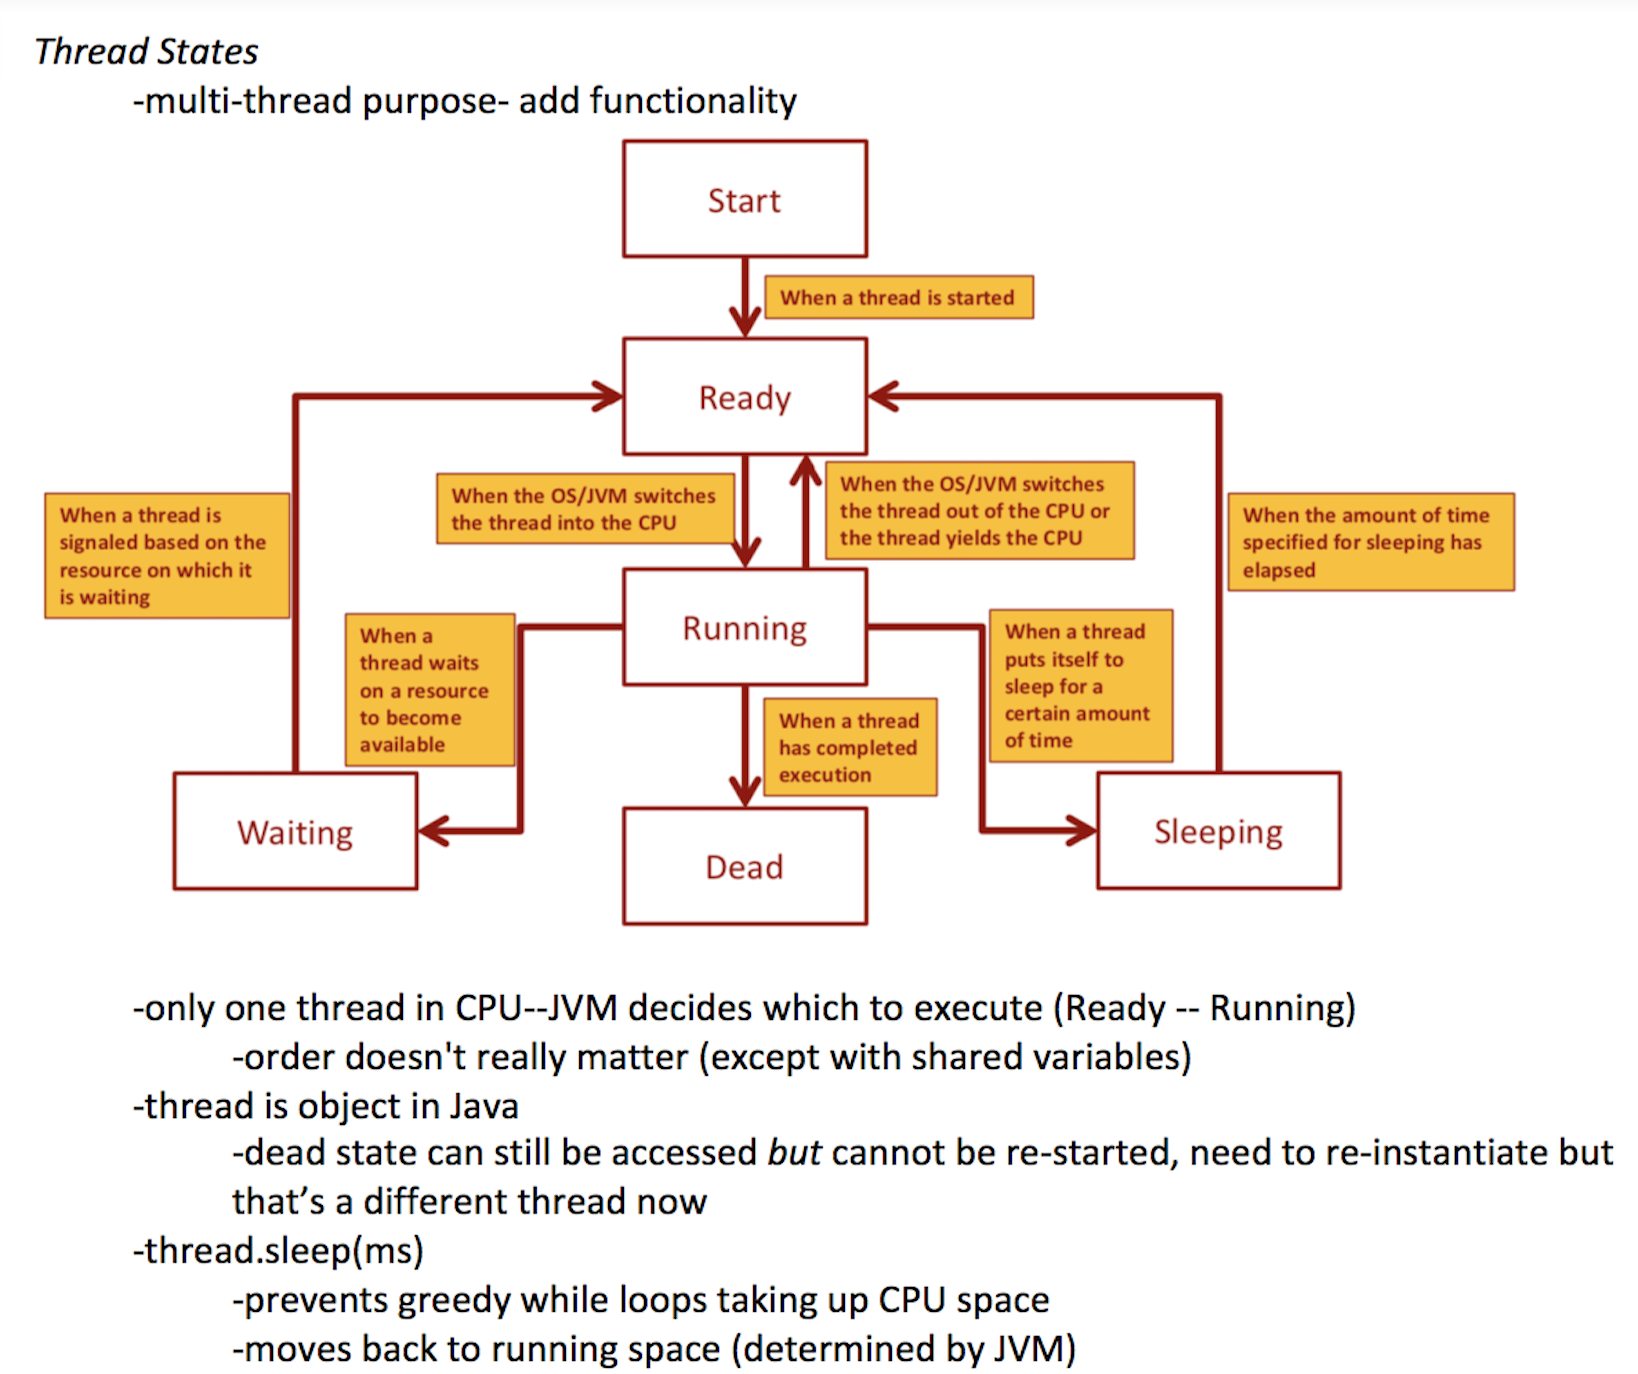 Thread States
-multi-thread purpose- add functionality
Start
When a thread is started
Ready
When the OS/JVM switches
the thread into the CPU
When the OS/JVM switches
the thread out of the CPU or
the thread yields the CPU
When a thread is
signaled based on the
resource on which it
is waiting
When the amount of time
specified for sleeping has
elapsed
Running
When a
thread waits
on a resource
to become
available
When a thread
puts itself to
sleep for a
certain amount
of time
When a thread
has completed
execution
Waiting
Dead
Sleeping
-only one thread in CPU--JVM decides which to execute (Ready -- Running)
-order doesn't really matter (except with shared variables)
-thread is object in Java
-dead state can still be accessed but cannot be re-started, need to re-instantiate but
that’s a different thread now
-thread.sleep(ms)
-prevents greedy while loops taking up CPU space
-moves back to running space (determined by JVM)